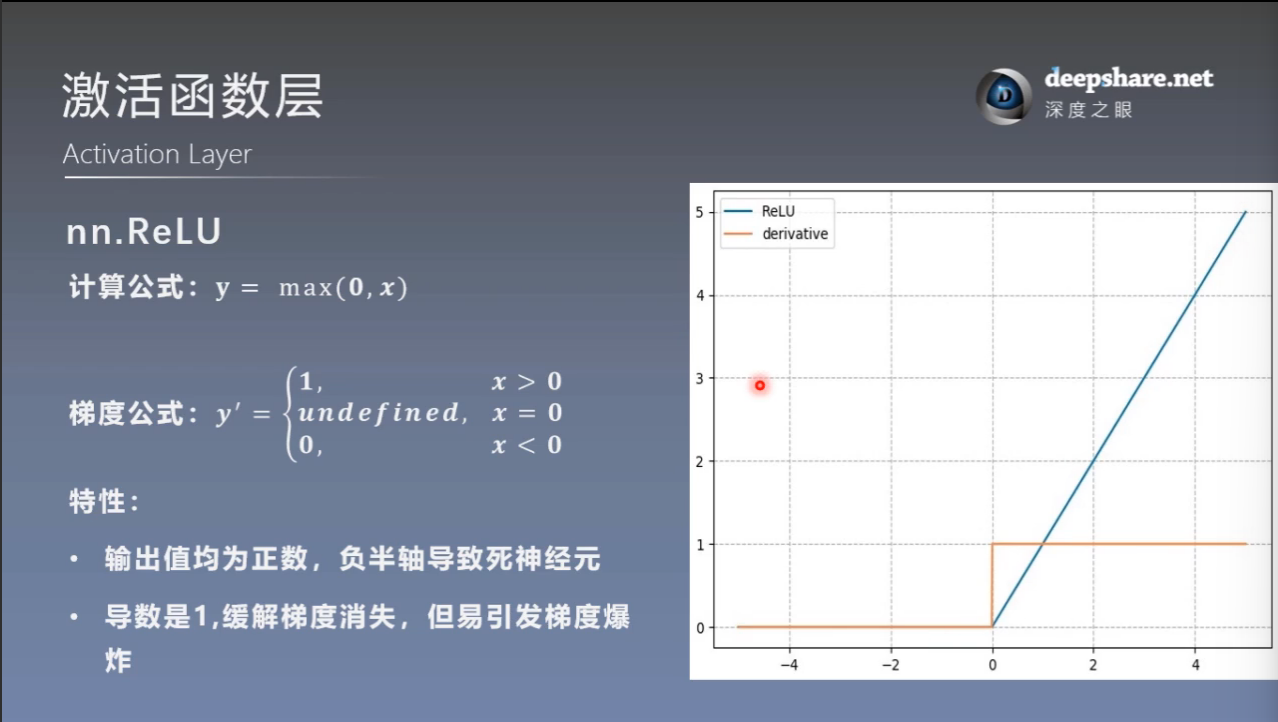 激活函数层
Activation Layer
deepshare.net
深度之眼
nn.ReLU
计算公式：y = max(0, x)
梯度公式：y′ = {1, x > 0
undefined, x = 0
0, x < 0
特性：
• 输出值均为正数，负半轴导致死神经元
• 导数是1,缓解梯度消失，但易引发梯度爆
炸
ReLU
derivative
5
4
3
2
1
0
−4 −2 0 2 4